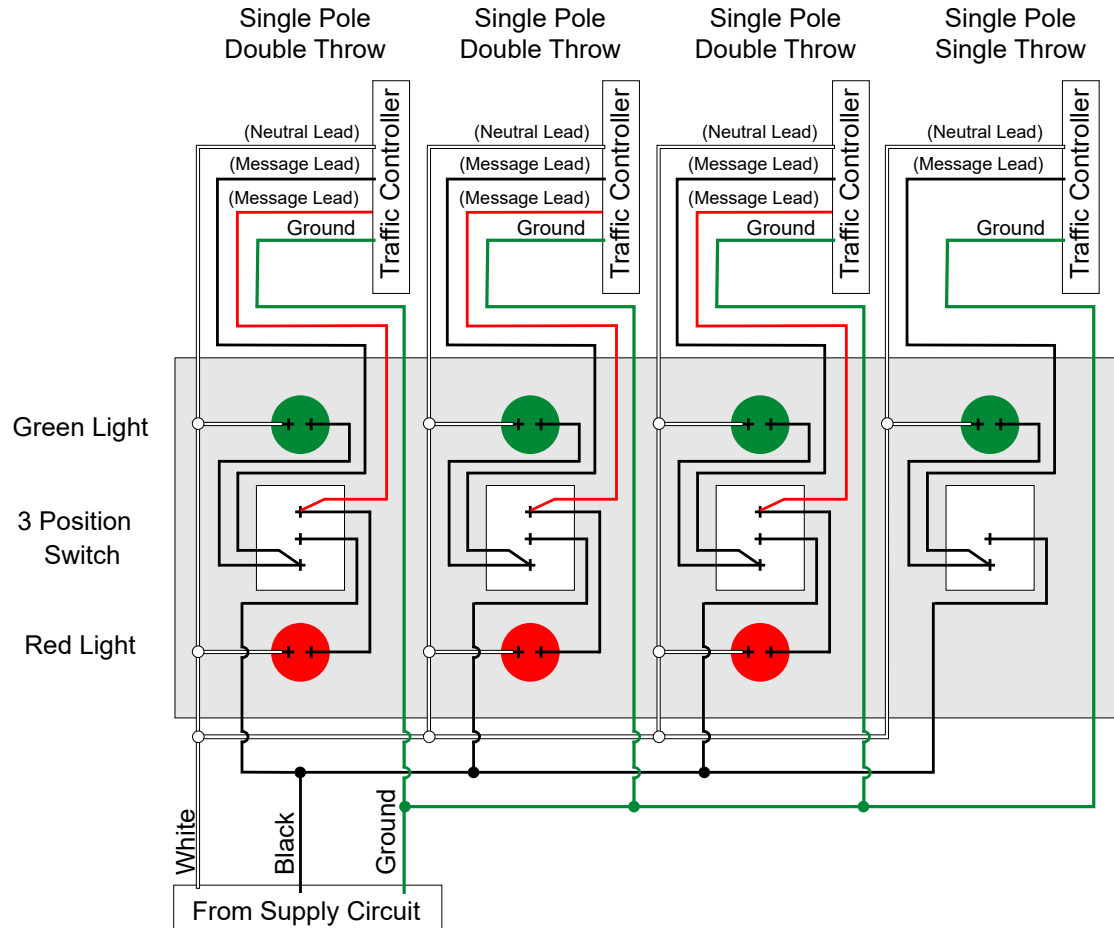 Single Pole
Double Throw
Single Pole
Double Throw
Single Pole
Double Throw
Single Pole
Single Throw
(Neutral Lead)
(Message Lead)
(Message Lead)
Ground
Traffic Controller
(Neutral Lead)
(Message Lead)
(Message Lead)
Ground
Traffic Controller
(Neutral Lead)
(Message Lead)
(Message Lead)
Ground
Traffic Controller
(Neutral Lead)
(Message Lead)
Ground
Traffic Controller
Green Light
3 Position
Switch
Red Light
White
Black
Ground
From Supply Circuit